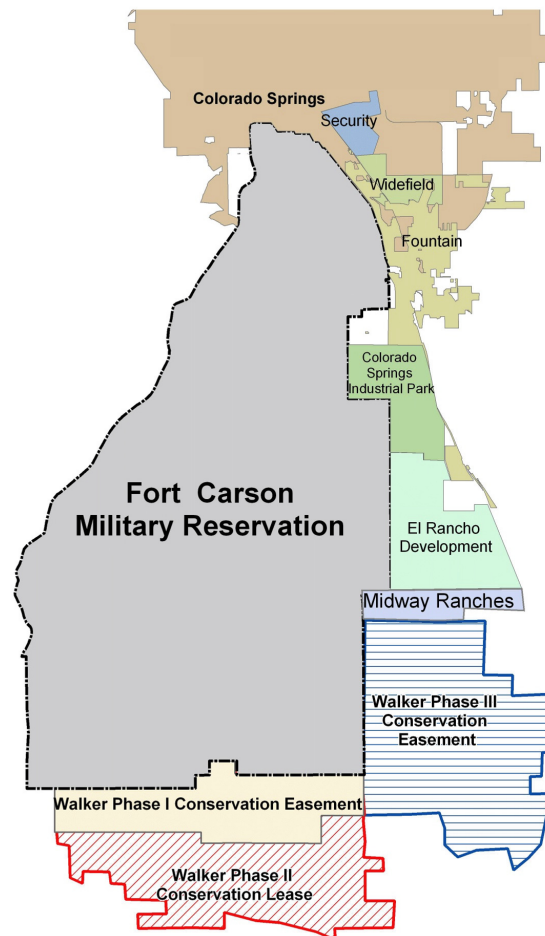 Colorado Springs
Security
Widefield
Fountain
Colorado
Springs
Industrial Park
Fort Carson
Military Reservation
El Rancho
Development
Midway Ranches
Walker Phase III
Conservation
Easement
Walker Phase I Conservation Easement
Walker Phase II
Conservation Lease